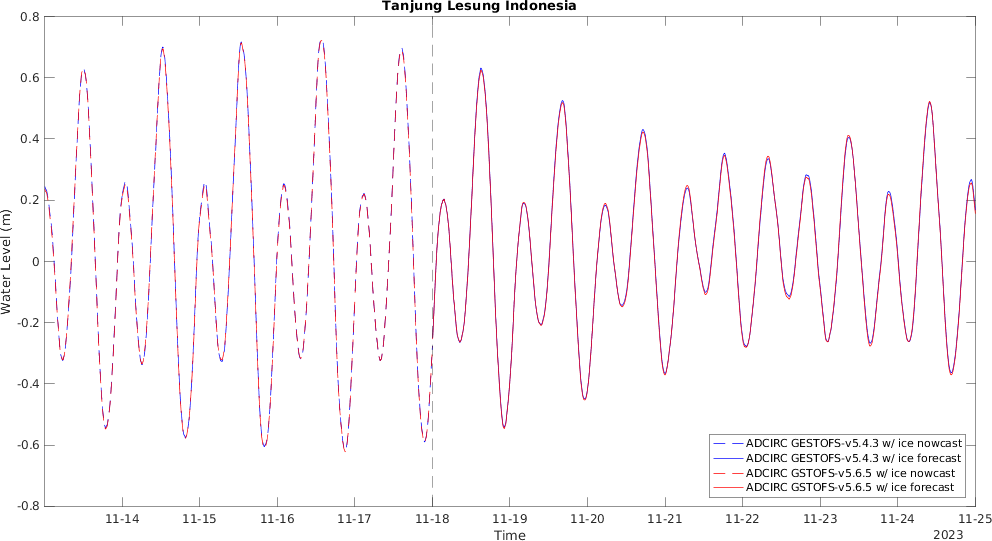 Tanjung Lesung Indonesia
0.8
0.6
0.4
0.2
0
-0.2
-0.4
-0.6
-0.8
Water Level (m)
ADCIRC GESTOFS-v5.4.3 w/ ice nowcast
ADCIRC GESTOFS-v5.4.3 w/ ice forecast
ADCIRC GSTOFS-v5.6.5 w/ ice nowcast
ADCIRC GSTOFS-v5.6.5 w/ ice forecast
11-14 11-15 11-16 11-17 11-18 11-19 11-20 11-21 11-22 11-23 11-24 11-25
Time
2023